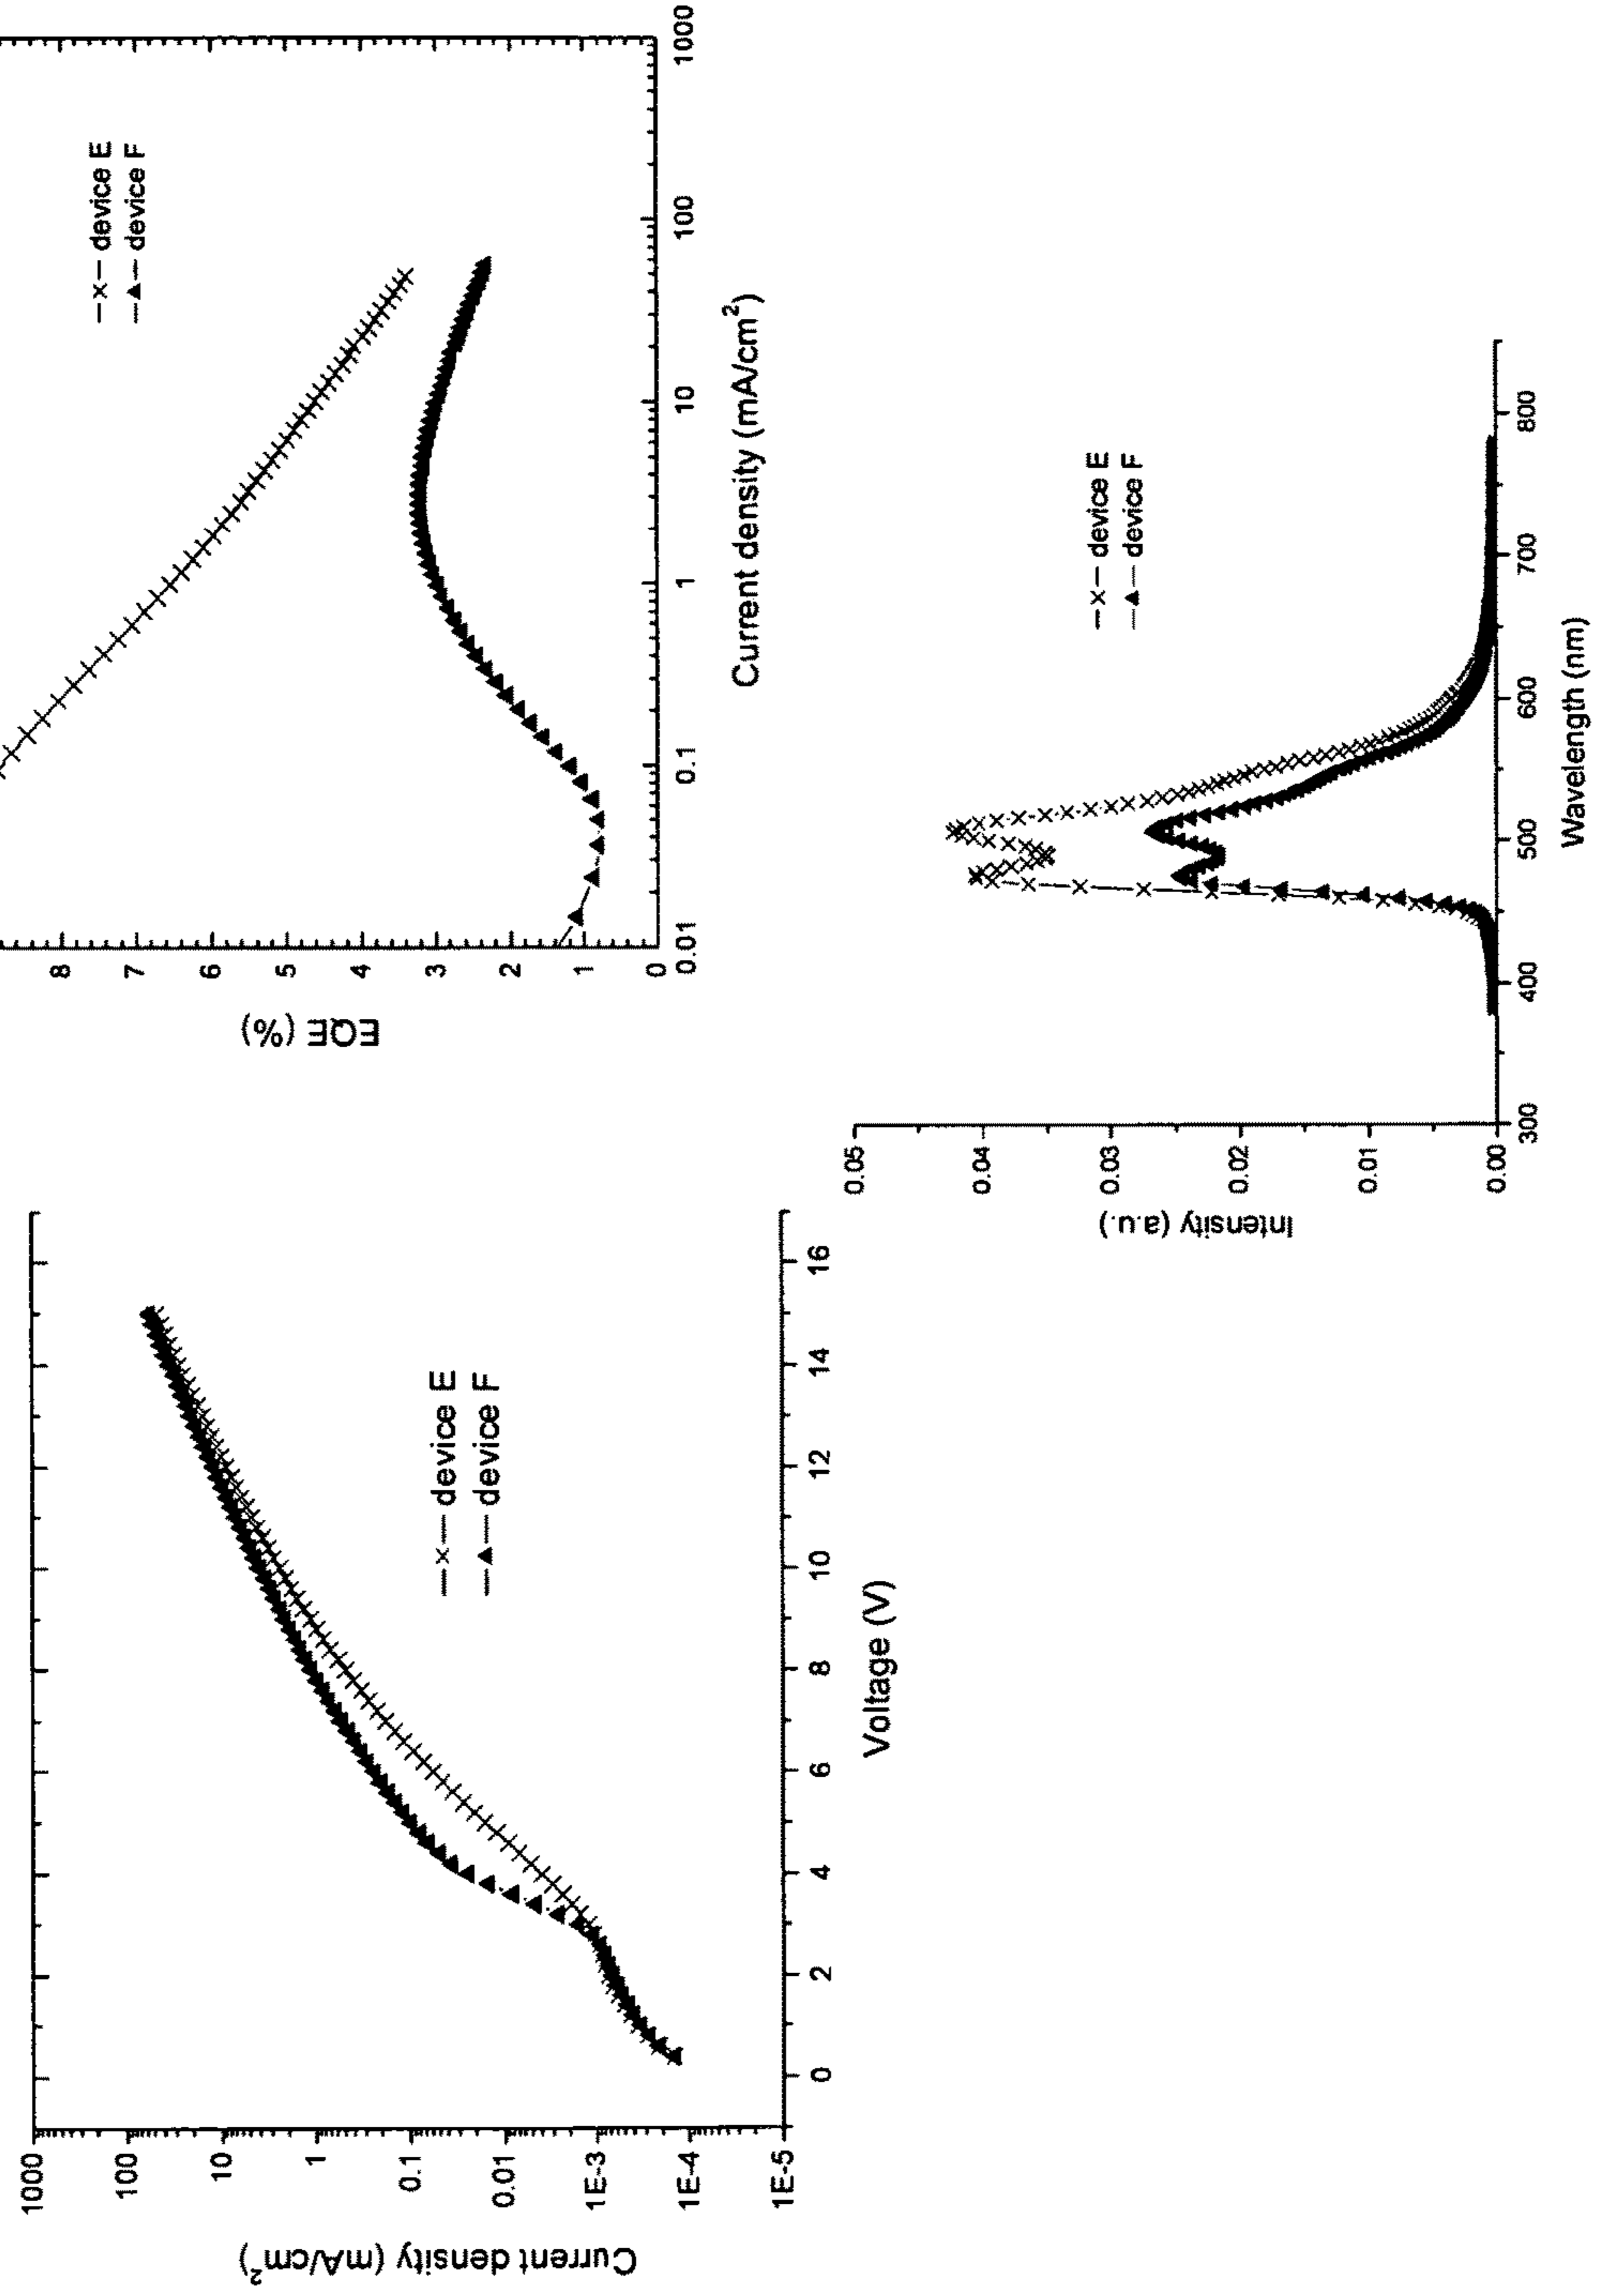 1000
100
10
1
0.1
0.01
1E-3
1E-4
1E-5
Current density (mA/cm²)
0
2
4
6
8
10
12
14
16
Voltage (V)
—×— device E
—▲— device F
8
7
6
5
4
3
2
1
0
EQE (%)
0.01
0.1
1
10
100
1000
Current density (mA/cm²)
—×— device E
—▲— device F
0.05
0.04
0.03
0.02
0.01
0.00
Intensity (a.u.)
300
400
500
600
700
800
Wavelength (nm)
—×— device E
—▲— device F